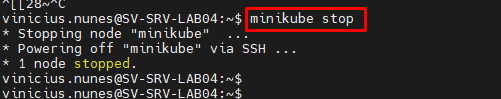 ^[[28~^C
vinicius.nunes@SV-SRV-LAB04:~$ minikube stop
* Stopping node "minikube"  ...
* Powering off "minikube" via SSH ...
* 1 node stopped.
vinicius.nunes@SV-SRV-LAB04:~$
vinicius.nunes@SV-SRV-LAB04:~$